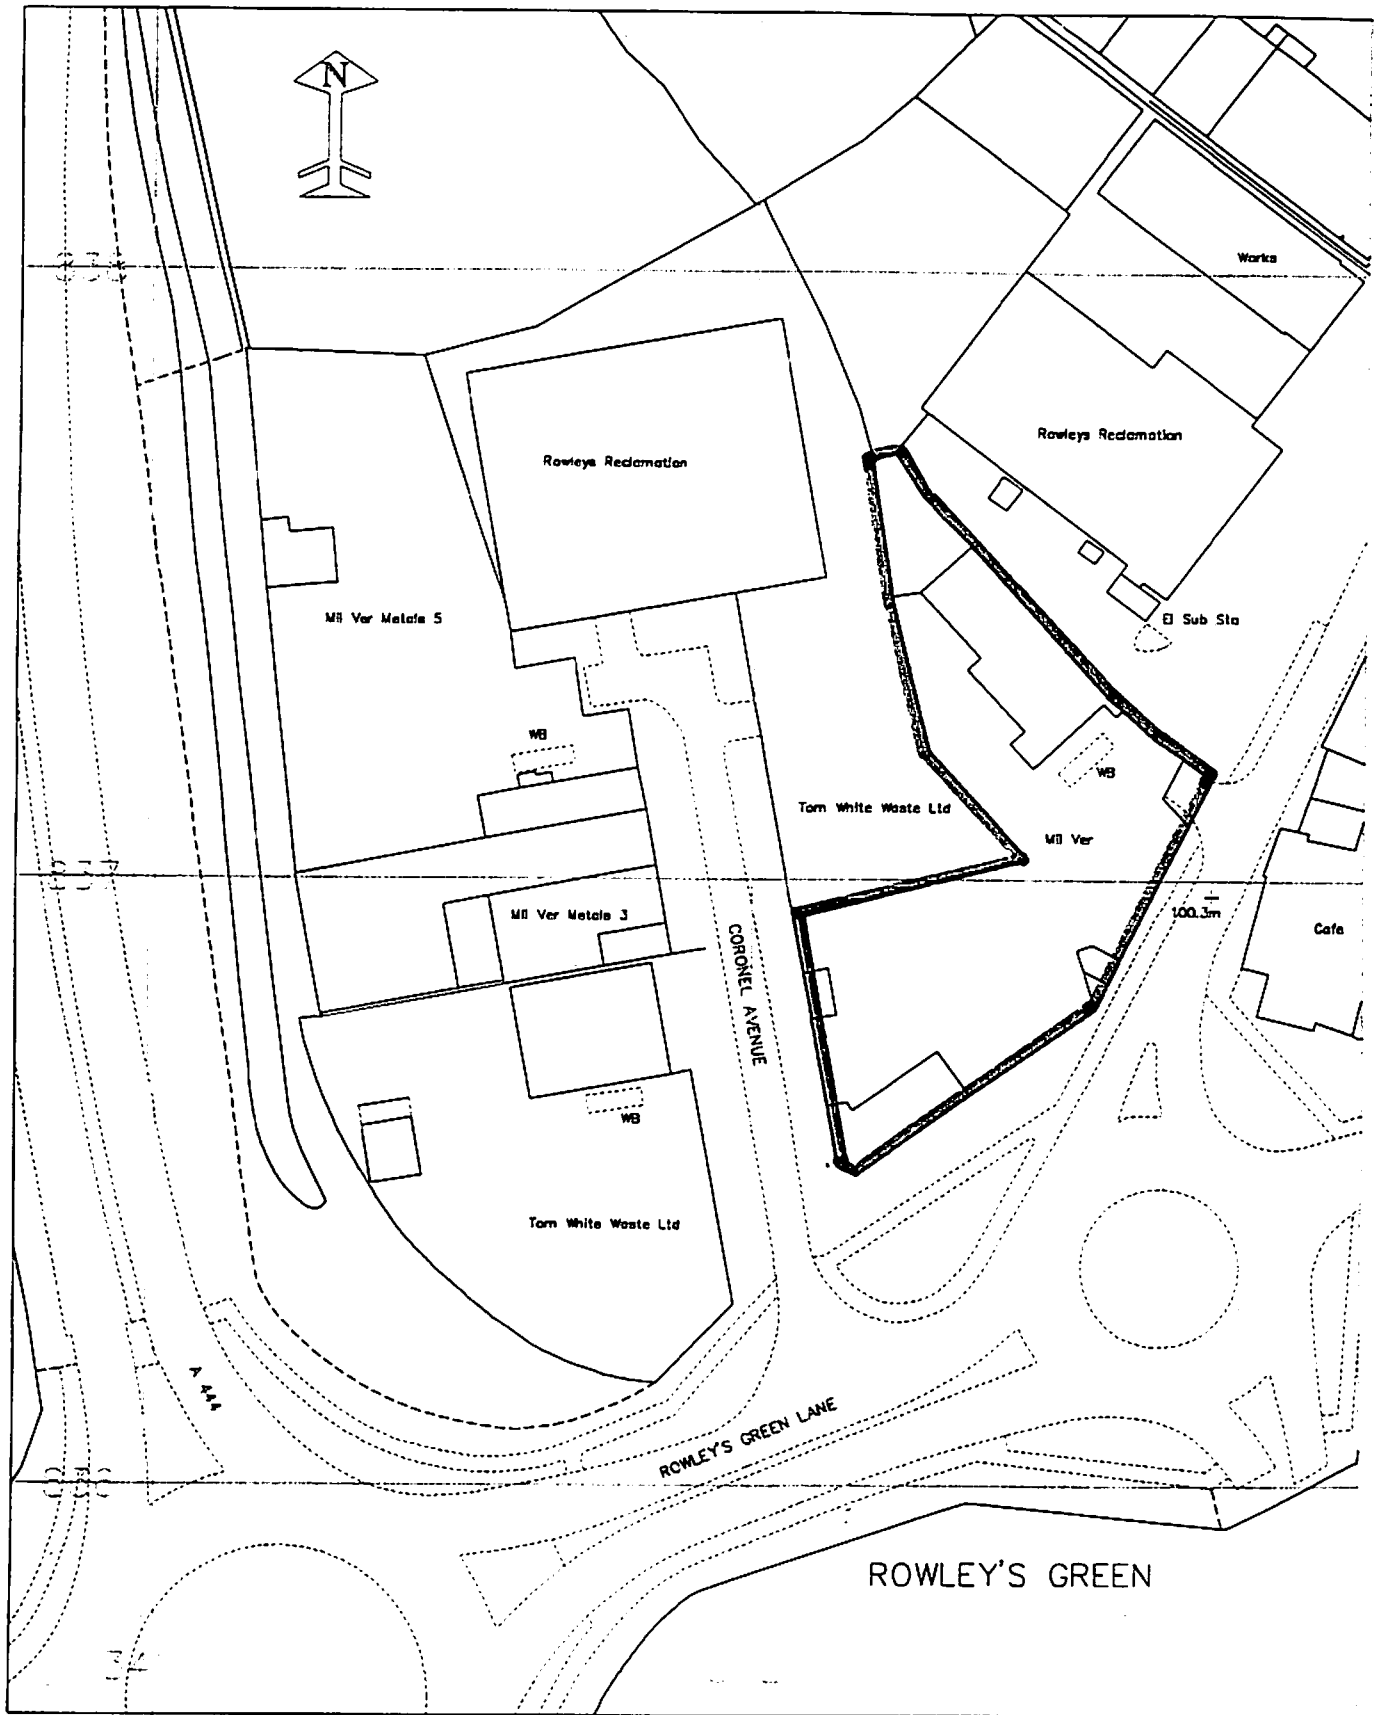 N
Works
Rowleys Reclamation
Rowleys Reclamation
Mil Ver Metals 5
El Sub Sta
WB
WB
Tom White Waste Ltd
Mil Ver
837
Mil Ver Metals 3
100.3m
Cafe
CORONEL AVENUE
WB
Tom White Waste Ltd
A 444
ROWLEY'S GREEN LANE
ROWLEY'S GREEN